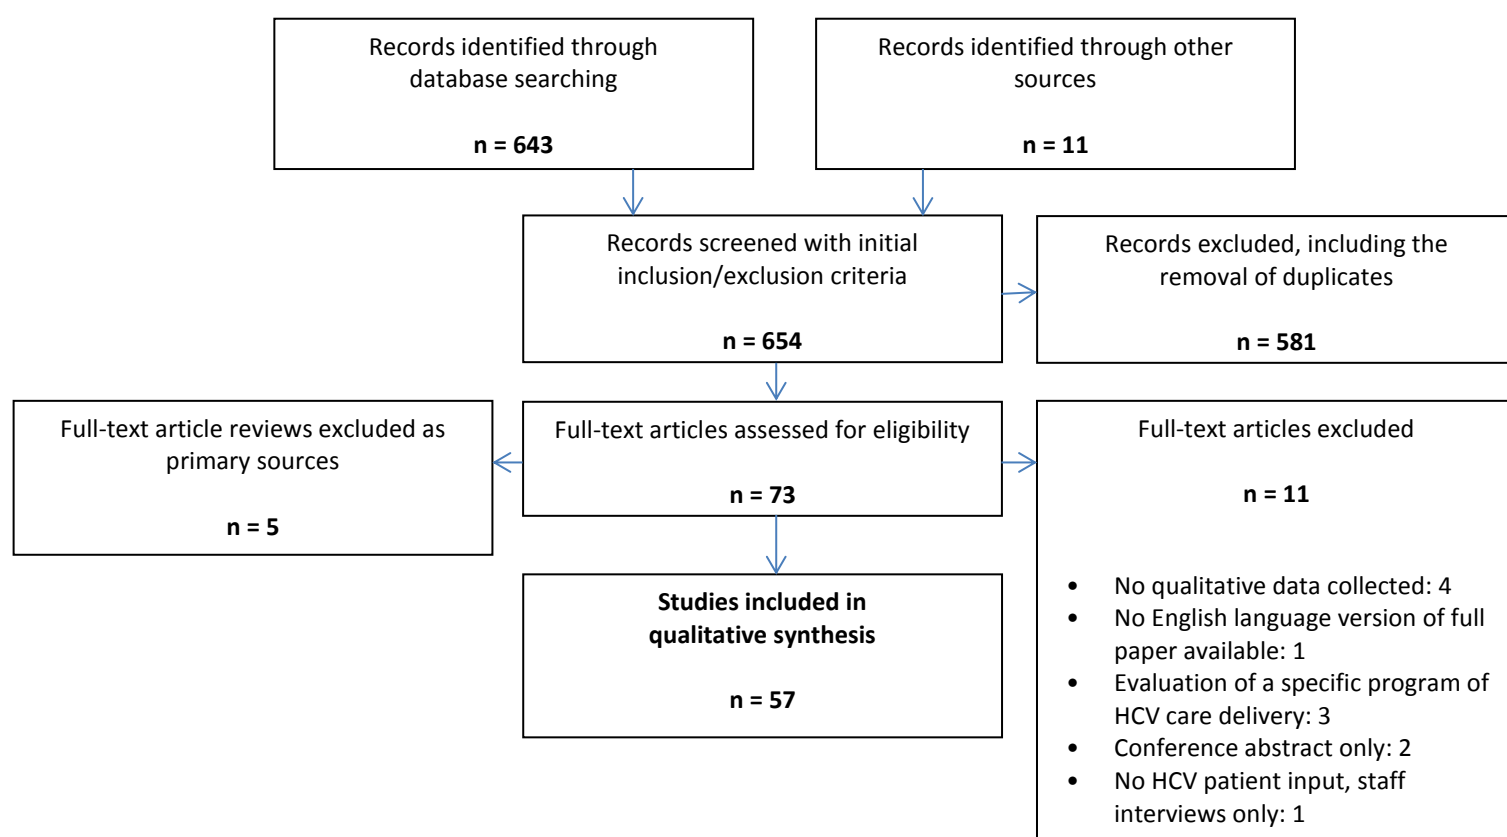 Records identified through
database searching
n = 643
Records identified through other
sources
n = 11
Records screened with initial
inclusion/exclusion criteria
n = 654
Records excluded, including the
removal of duplicates
n = 581
Full-text article reviews excluded as
primary sources
n = 5
Full-text articles assessed for eligibility
n = 73
Full-text articles excluded
n = 11
• No qualitative data collected: 4
• No English language version of full
paper available: 1
• Evaluation of a specific program of
HCV care delivery: 3
• Conference abstract only: 2
• No HCV patient input, staff
interviews only: 1
Studies included in
qualitative synthesis
n = 57